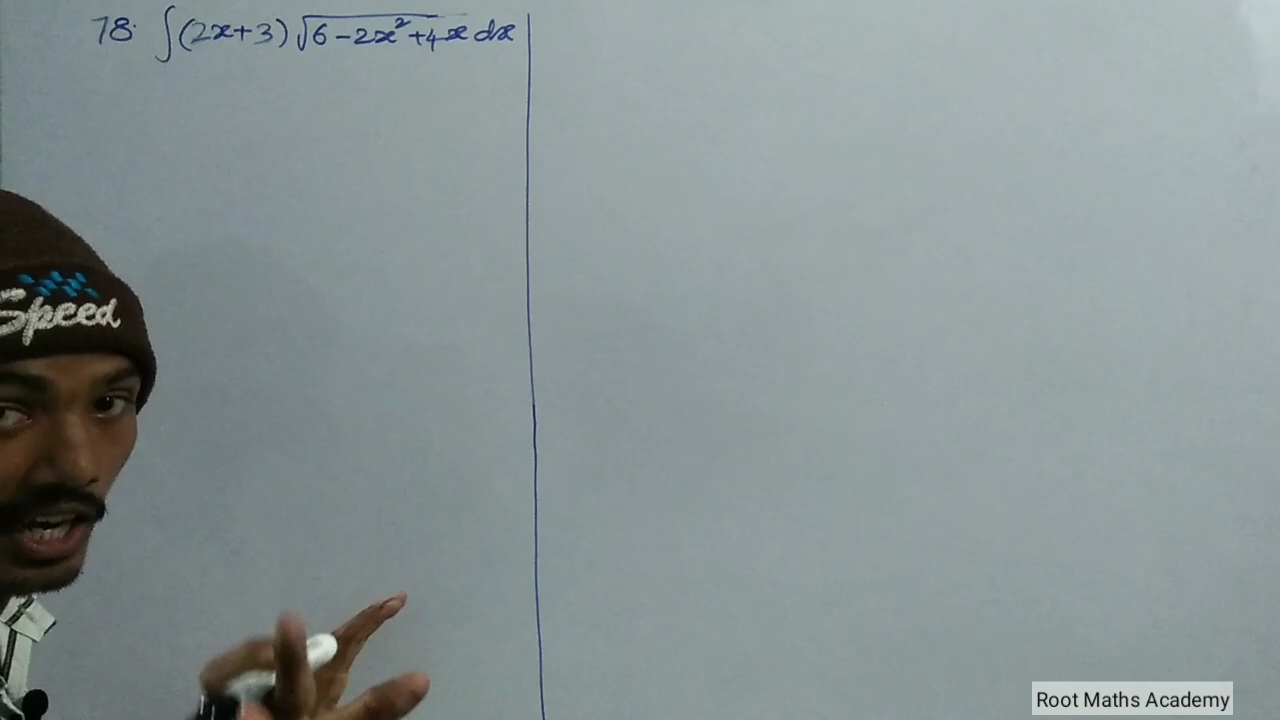 78. ∫(2x+3) √6-2x²+4x dx
Speed
Root Maths Academy